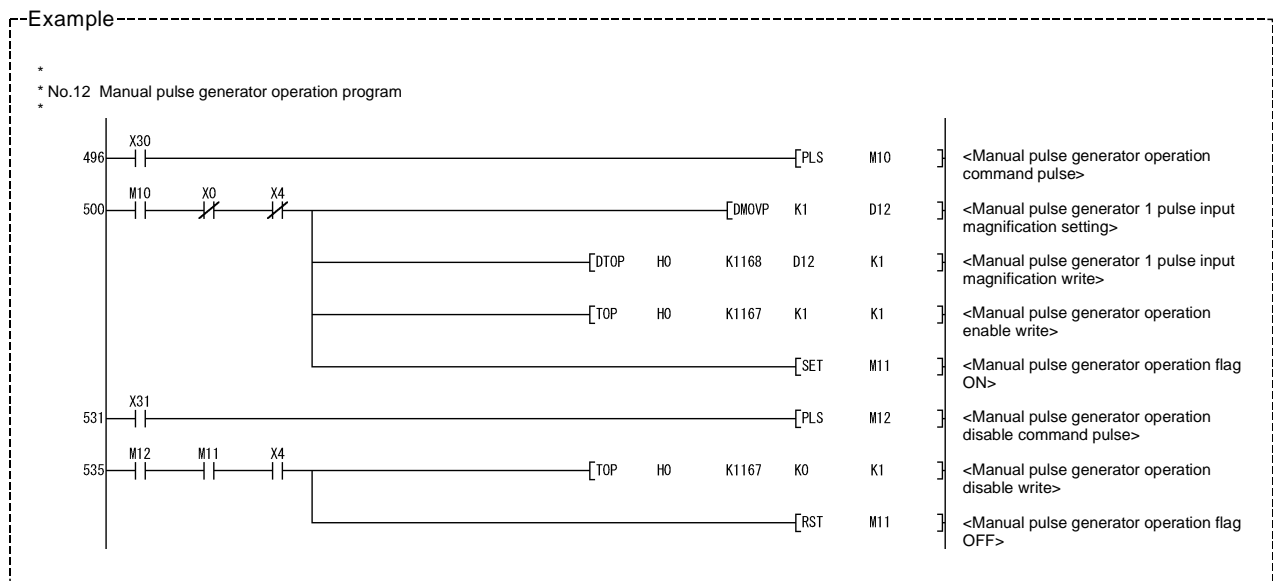 Example
*
* No.12 Manual pulse generator operation program
*
X30
496 PLS M10 <Manual pulse generator operation
command pulse>
M10 X0 X4
500 DMOVP K1 D12 <Manual pulse generator 1 pulse input
magnification setting>
DTOP H0 K1168 D12 K1 <Manual pulse generator 1 pulse input
magnification write>
TOP H0 K1167 K1 K1 <Manual pulse generator operation
enable write>
SET M11 <Manual pulse generator operation flag
ON>
X31
531 PLS M12 <Manual pulse generator operation
disable command pulse>
M12 M11 X4
535 TOP H0 K1167 K0 K1 <Manual pulse generator operation
disable write>
RST M11 <Manual pulse generator operation flag
OFF>